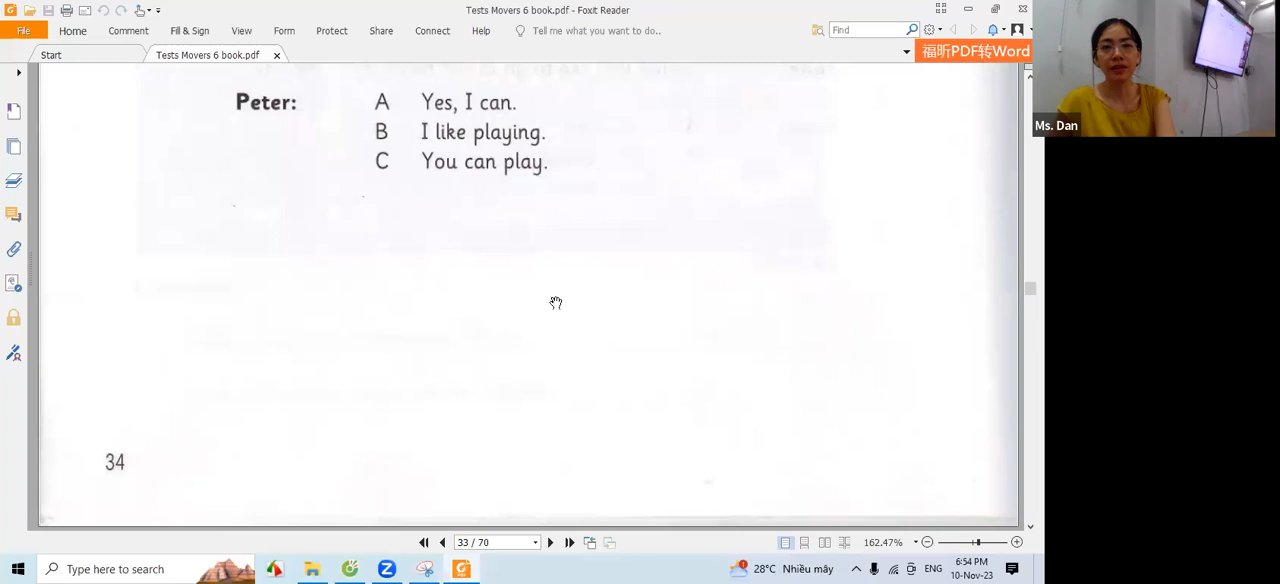 Tests Movers 6 book.pdf - Foxit Reader
File
Home
Comment
Fill & Sign
View
Form
Protect
Share
Connect
Help
Tell me what you want to do..
Find
Start
Tests Movers 6 book.pdf
福昕PDF转Word
Ms. Dan
Peter:
A Yes, I can.
B I like playing.
C You can play.
34
33 / 70
162.47%
Type here to search
28°C Nhiều mây
ENG
6:54 PM
10-Nov-23